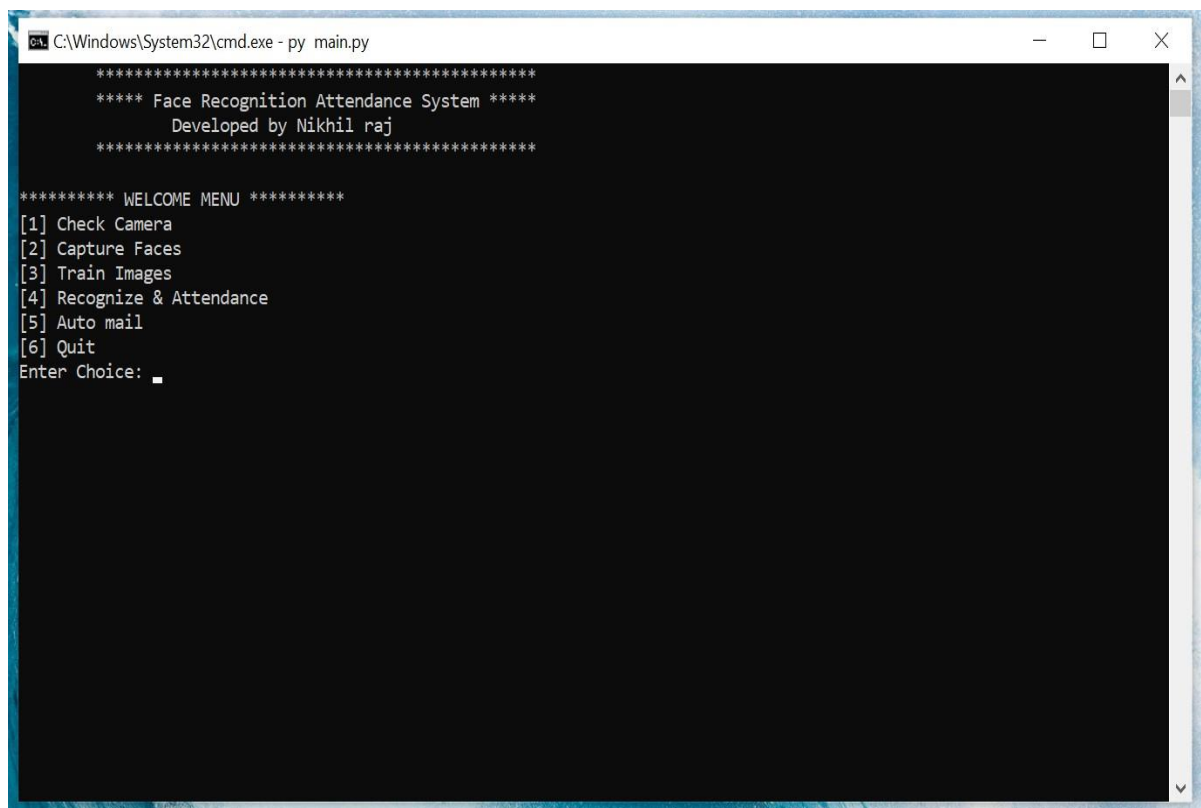 C:\Windows\System32\cmd.exe - py  main.py
**********************************************
***** Face Recognition Attendance System *****
Developed by Nikhil raj
**********************************************
********** WELCOME MENU **********
[1] Check Camera
[2] Capture Faces
[3] Train Images
[4] Recognize & Attendance
[5] Auto mail
[6] Quit
Enter Choice: